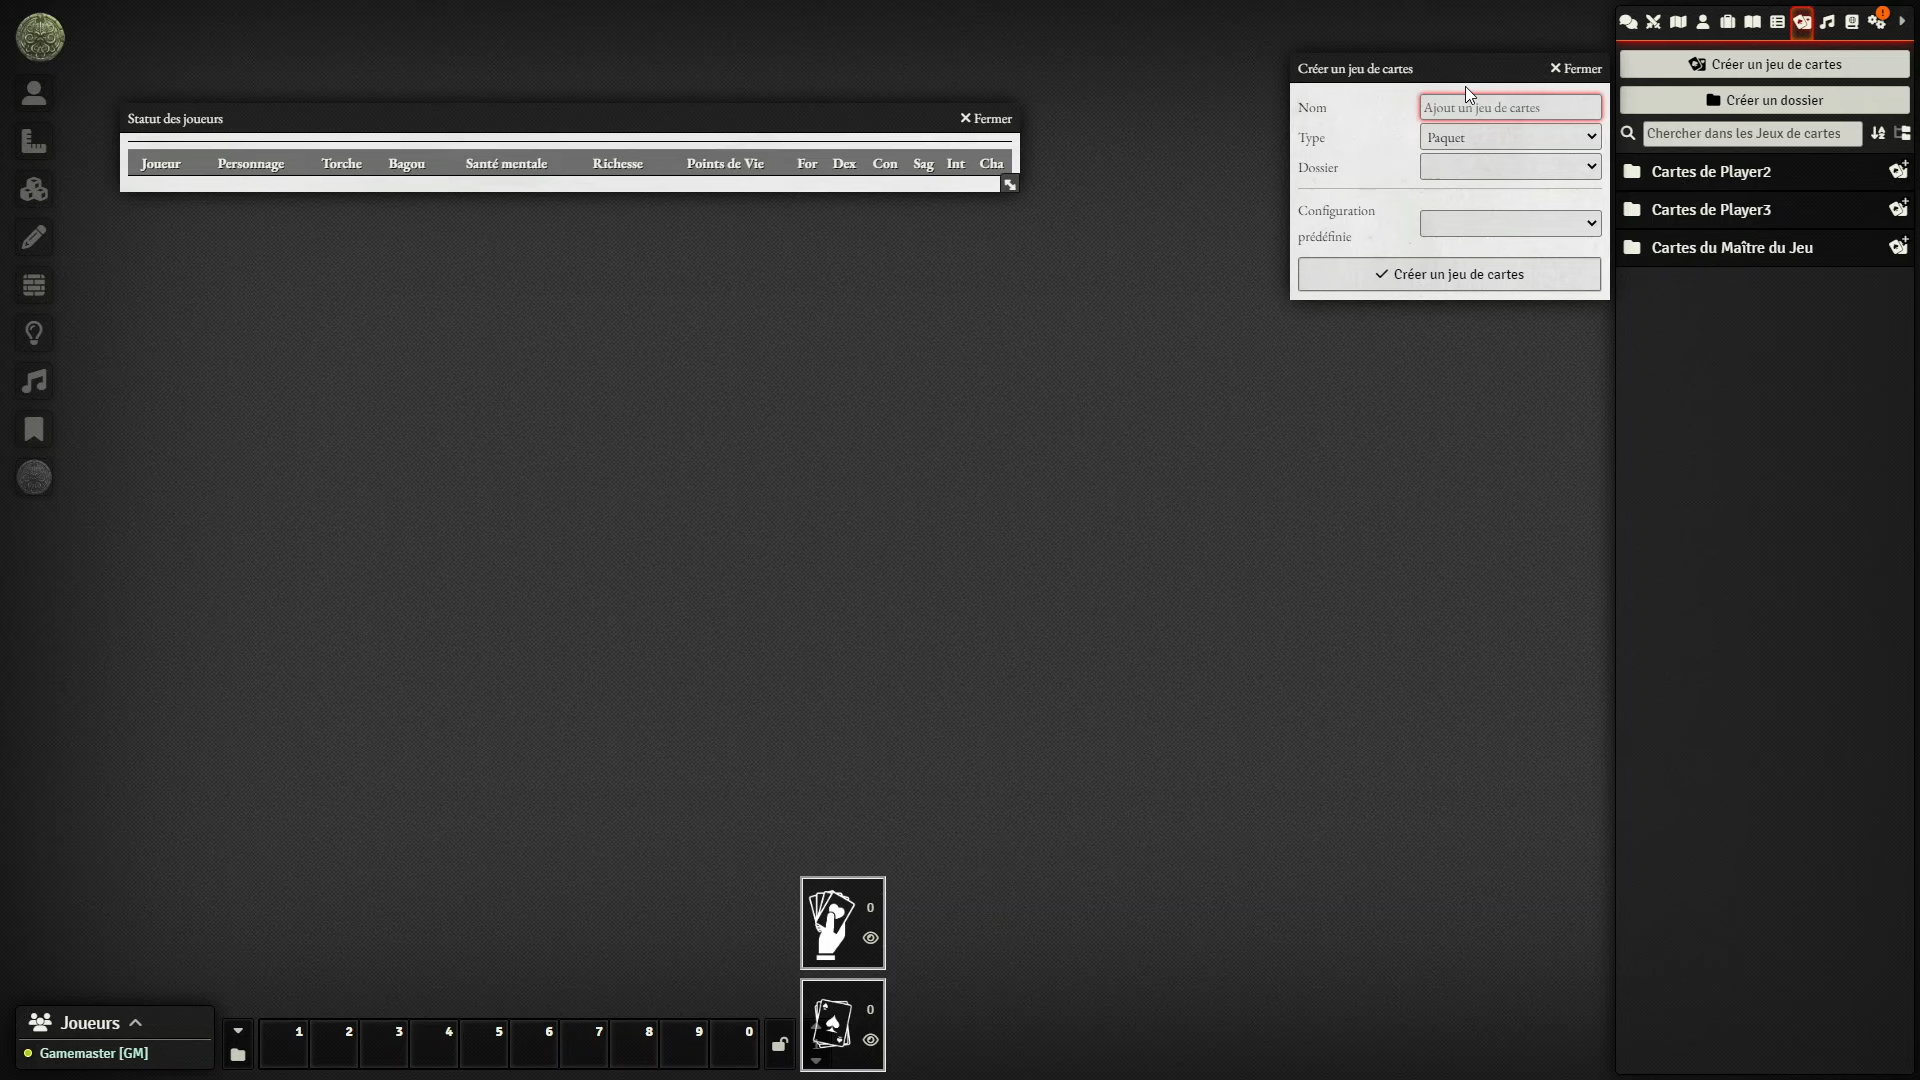 Statut des joueurs
Fermer
Joueur Personnage Torche Bagou Santé mentale Richesse Points de Vie For Dex Con Sag Int Cha
Créer un jeu de cartes
Fermer
Nom
Ajout un jeu de cartes
Type
Paquet
Dossier
Configuration
prédéfinie
Créer un jeu de cartes
Créer un jeu de cartes
Créer un dossier
Chercher dans les Jeux de cartes
Cartes de Player2
Cartes de Player3
Cartes du Maître du Jeu
0
0
Joueurs
Gamemaster [GM]
1 2 3 4 5 6 7 8 9 0